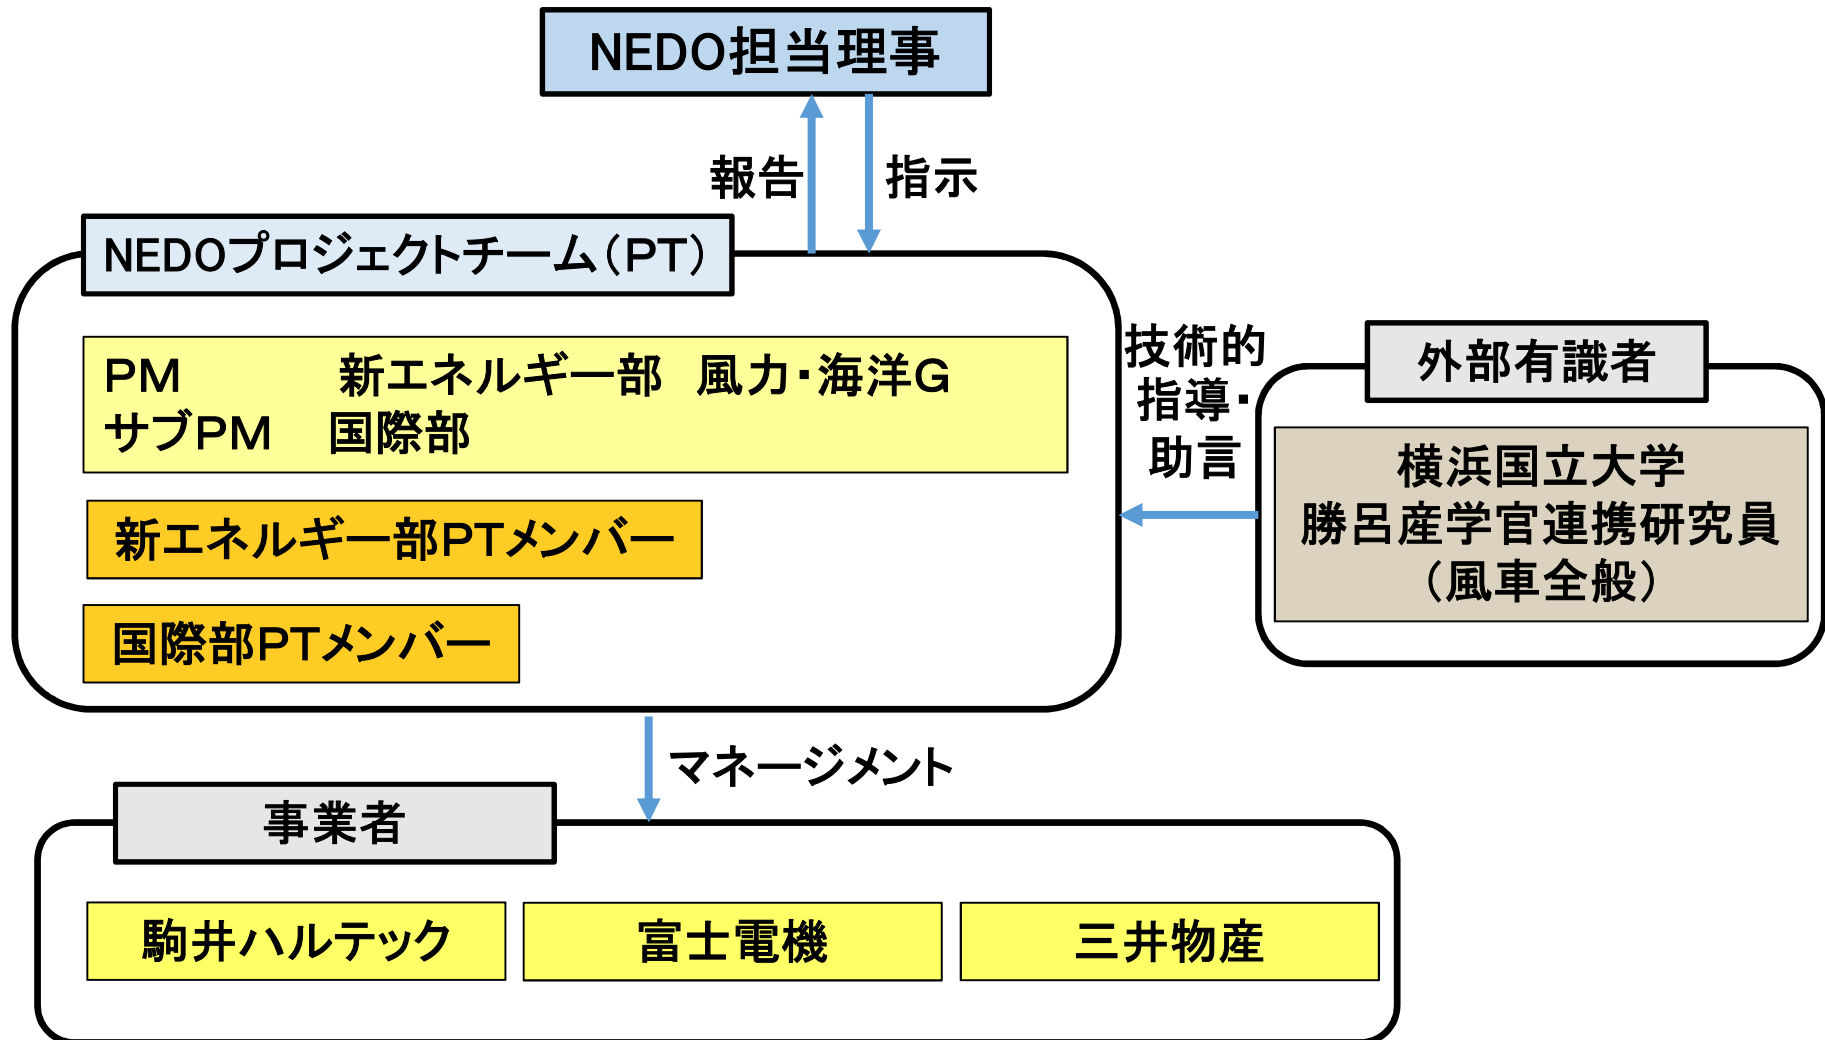 NEDO担当理事
報告
指示
NEDOプロジェクトチーム(PT)
PM 新エネルギー部 風力・海洋G
サブPM 国際部
新エネルギー部PTメンバー
国際部PTメンバー
技術的
指導・
助言
外部有識者
横浜国立大学
勝呂産学官連携研究員
(風車全般)
マネージメント
事業者
駒井ハルテック
富士電機
三井物産